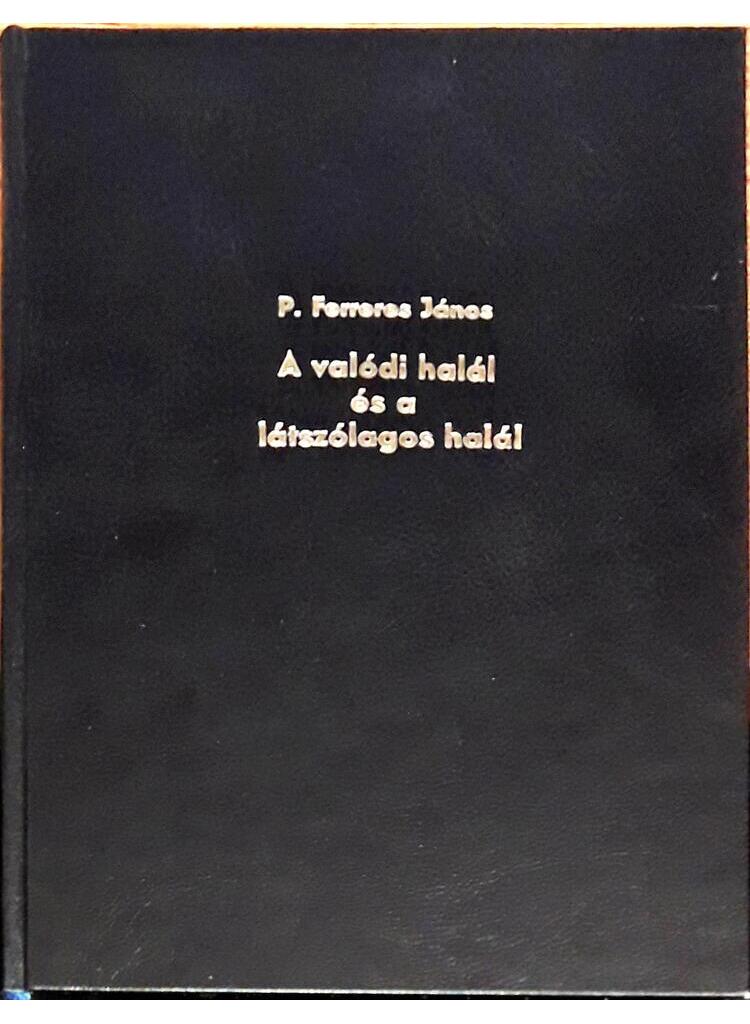 P. Ferreres János
A valódi halál
és a
látszólagos halál